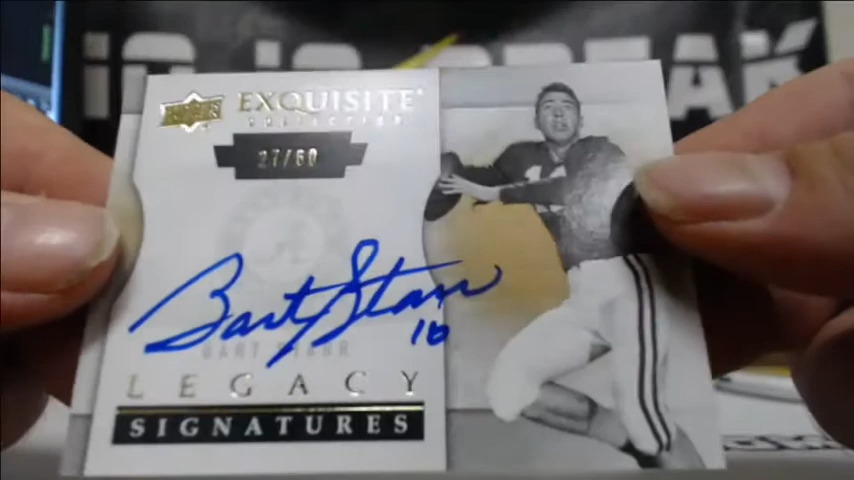 EXQUISITE
COLLECTION
27/60
Bart Starr
16
BART STARR
LEGACY
SIGNATURES